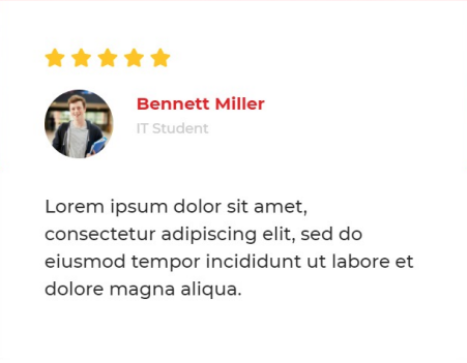 Bennett Miller
IT Student
Lorem ipsum dolor sit amet,
consectetur adipiscing elit, sed do
eiusmod tempor incididunt ut labore et
dolore magna aliqua.